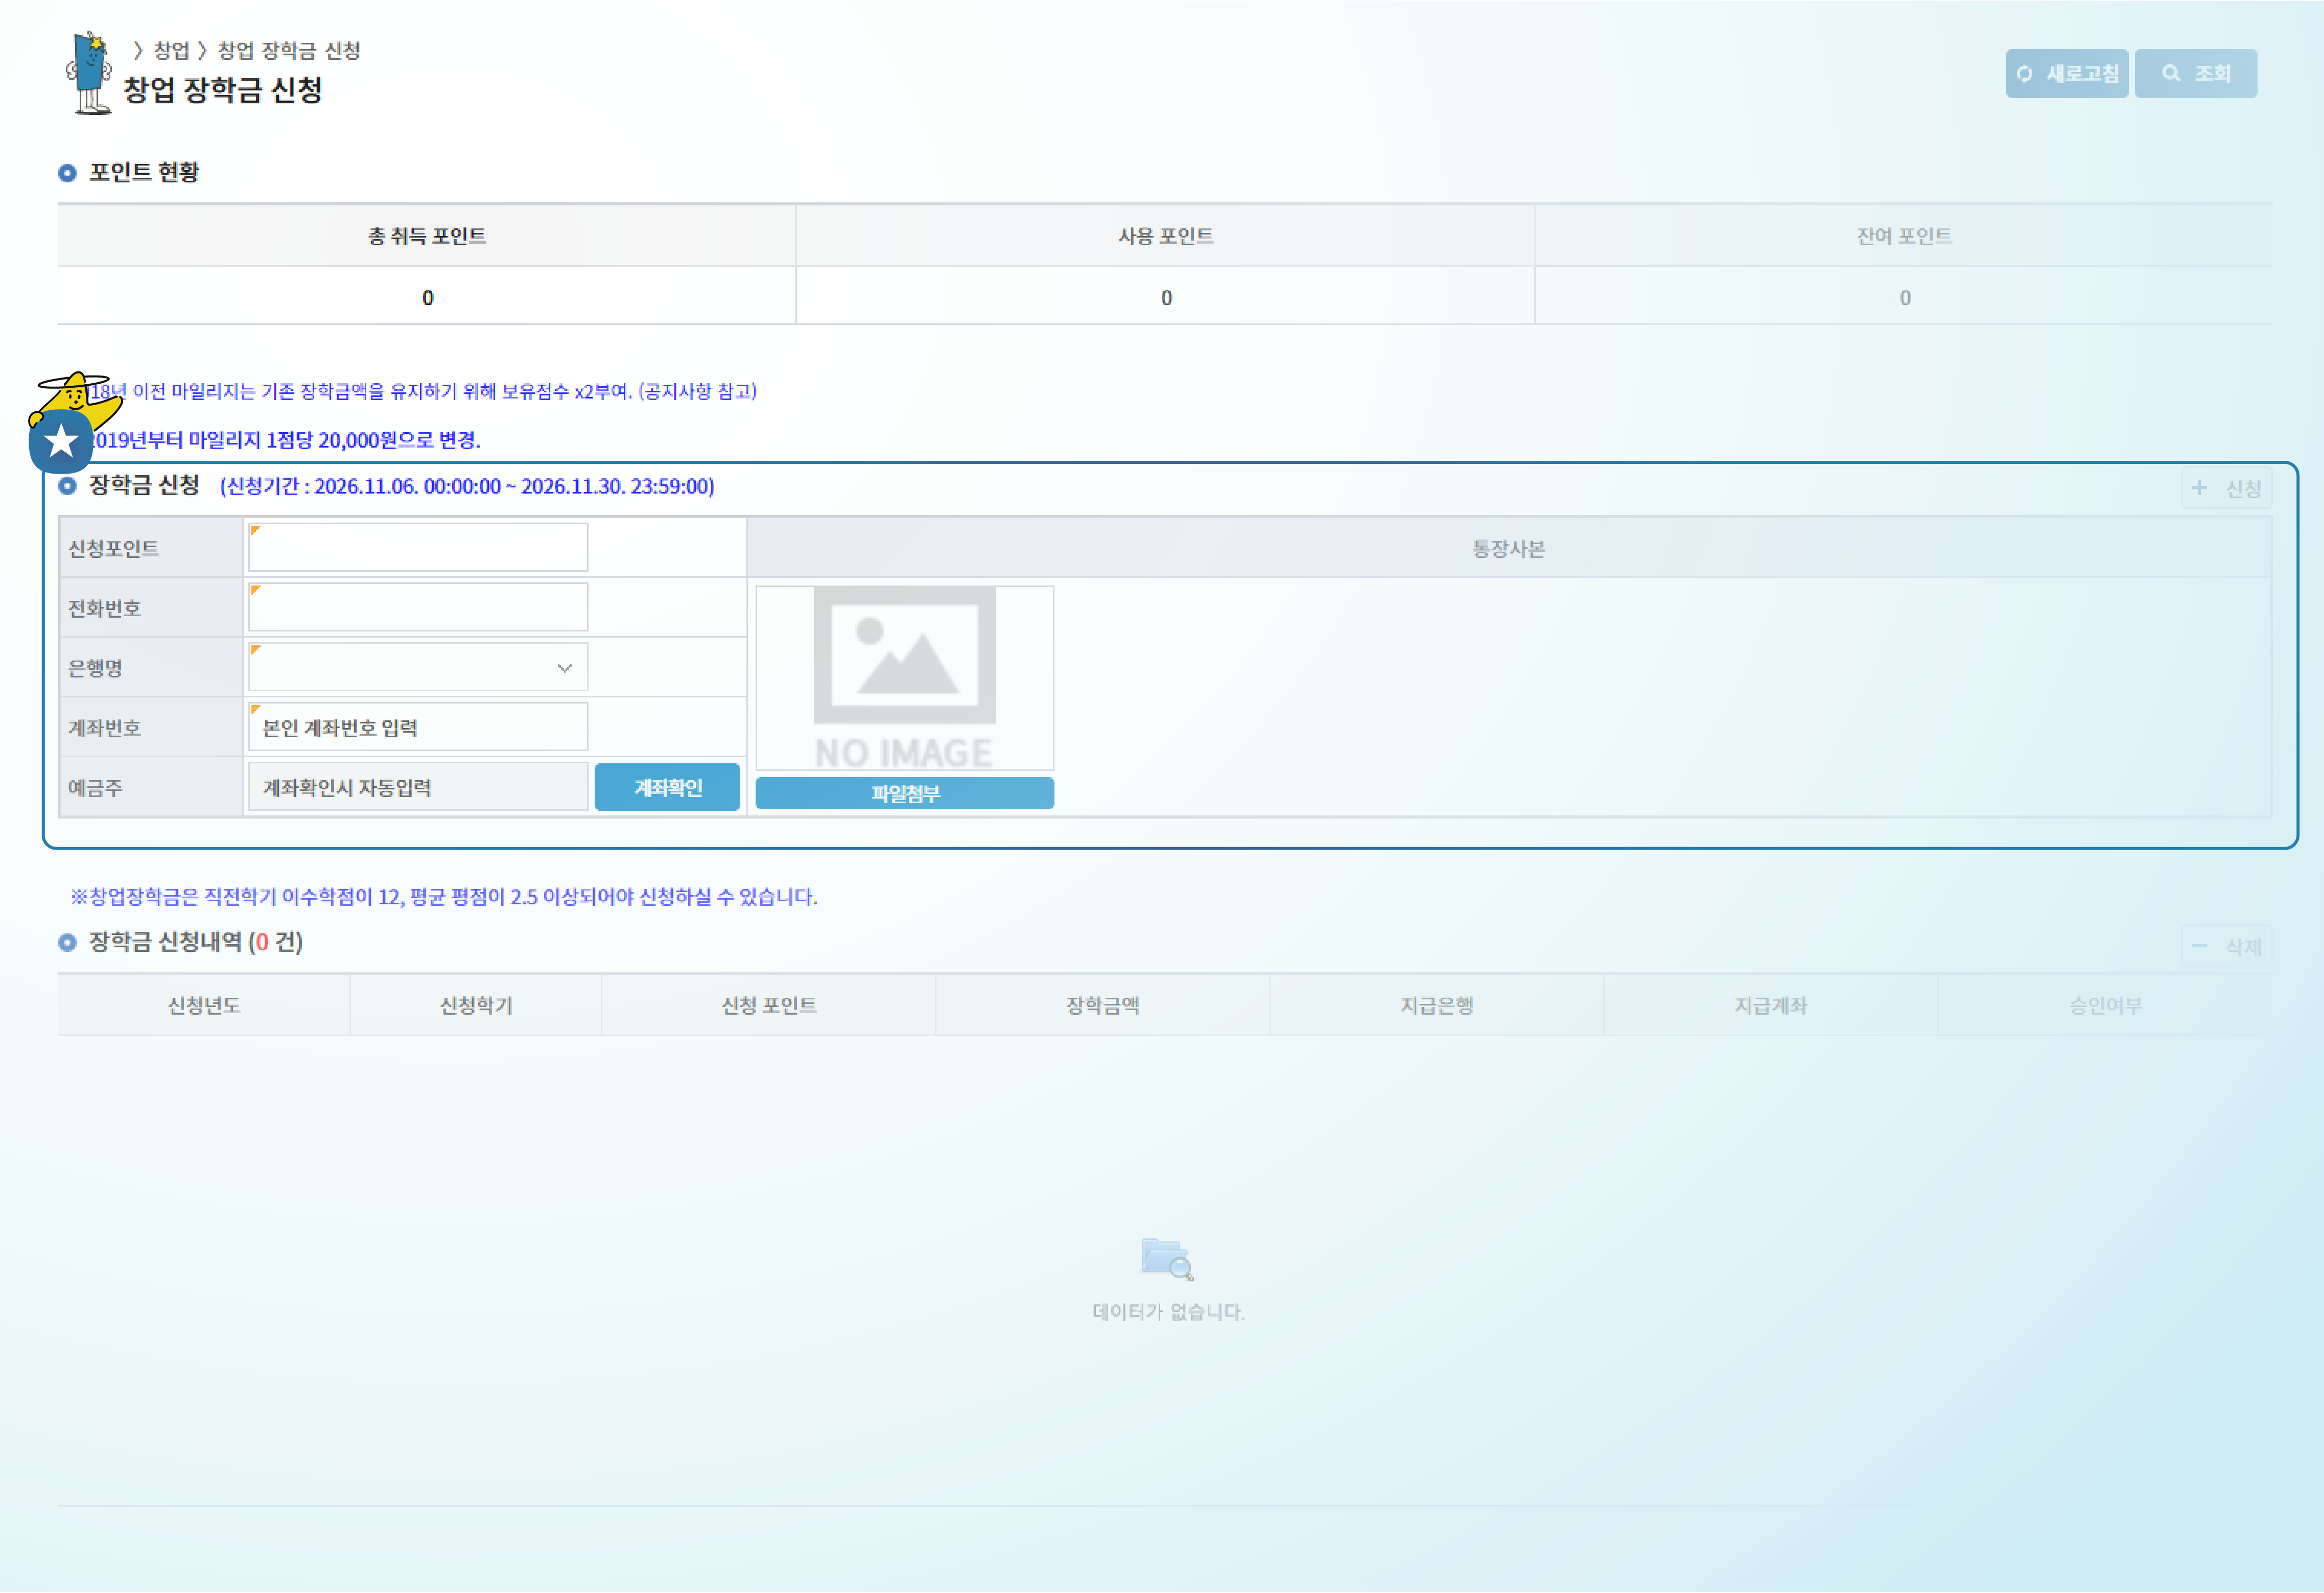 〉창업 〉창업 장학금 신청
창업 장학금 신청
새로고침
조회
포인트 현황
총 취득 포인트 사용 포인트 잔여 포인트
0 0 0
18년 이전 마일리지는 기존 장학금액을 유지하기 위해 보유점수 x2부여. (공지사항 참고)
2019년부터 마일리지 1점당 20,000원으로 변경.
장학금 신청 (신청기간 : 2026.11.06. 00:00:00 ~ 2026.11.30. 23:59:00)
+ 신청
신청포인트
통장사본
전화번호
은행명
계좌번호 본인 계좌번호 입력
NO IMAGE
예금주 계좌확인시 자동입력 계좌확인
파일첨부
※창업장학금은 직전학기 이수학점이 12, 평균 평점이 2.5 이상되어야 신청하실 수 있습니다.
장학금 신청내역 (0 건)
− 삭제
신청년도 신청학기 신청 포인트 장학금액 지급은행 지급계좌 승인여부
데이터가 없습니다.